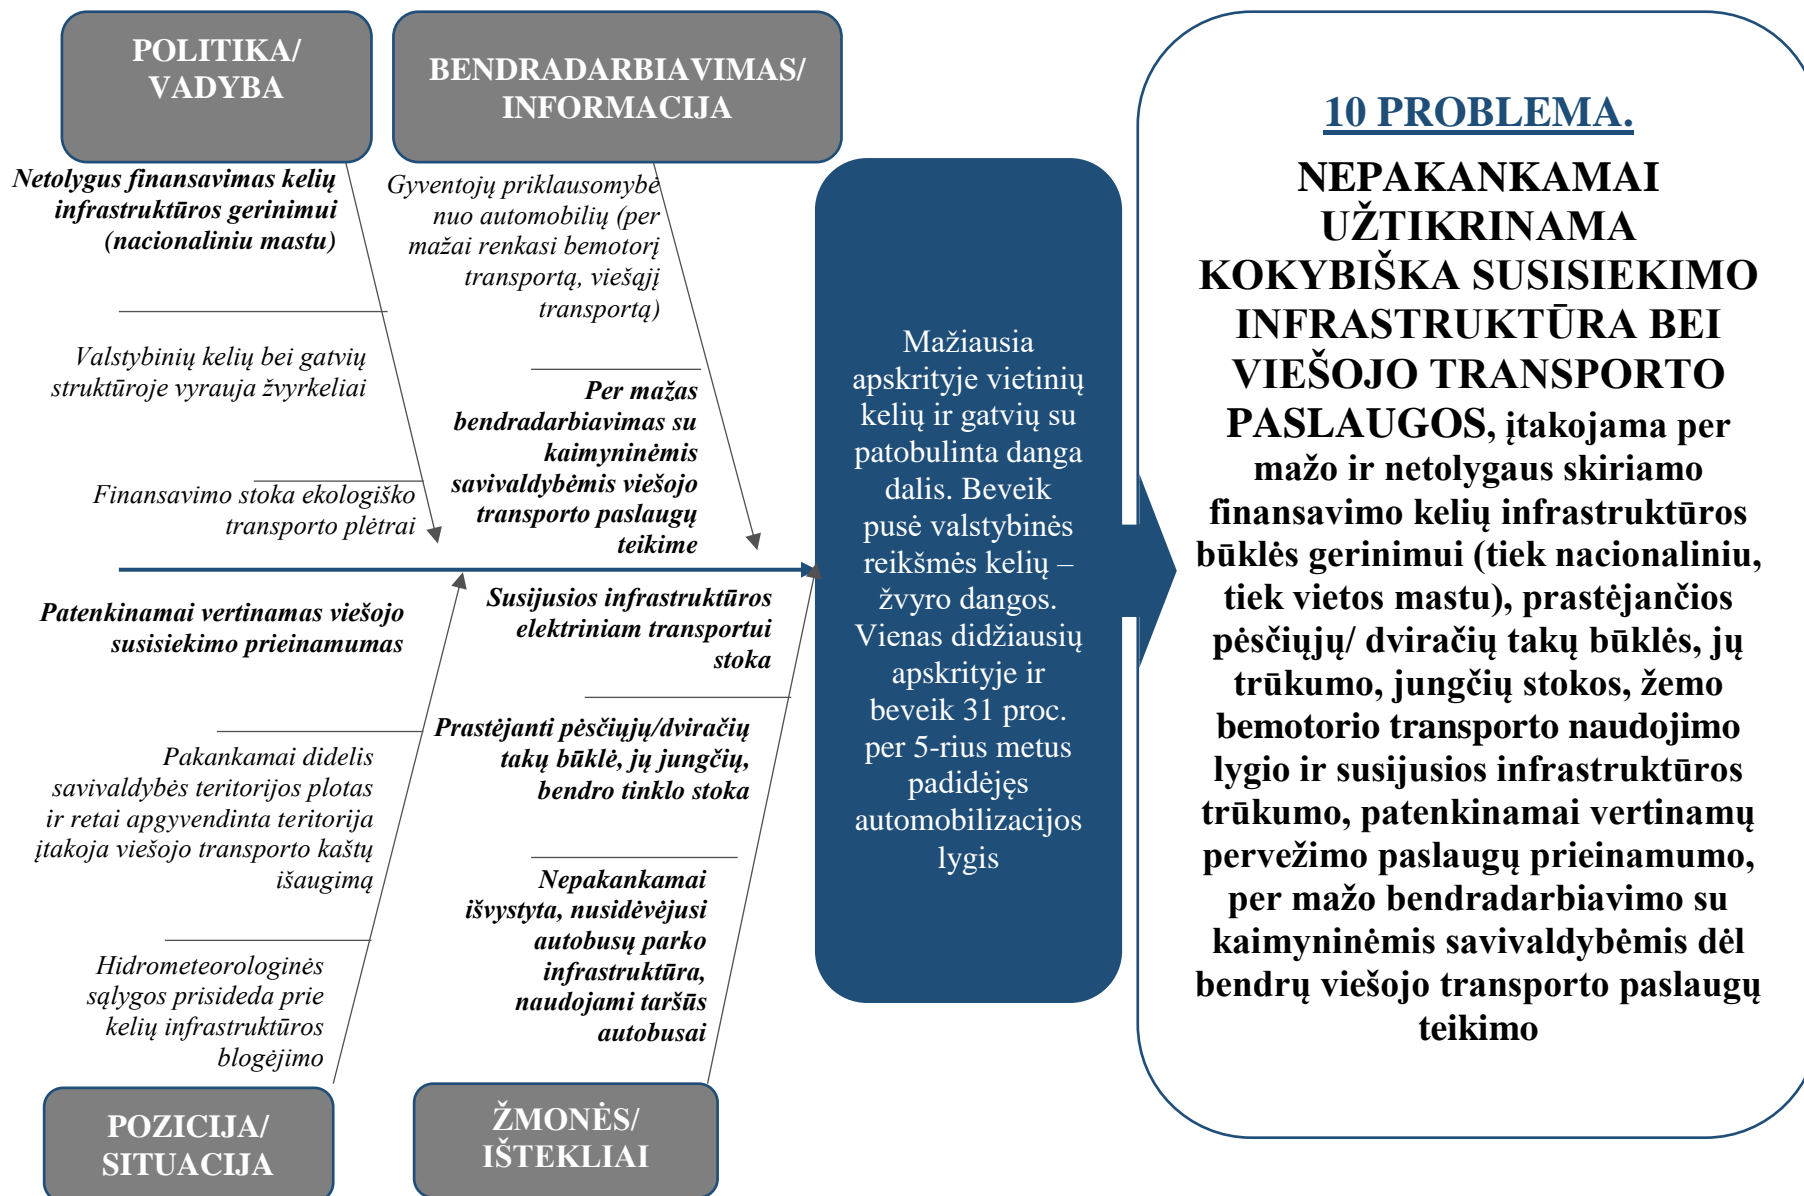 POLITIKA/
VADYBA
BENDRADARBIAVIMAS/
INFORMACIJA
Netolygus finansavimas kelių
infrastruktūros gerinimui
(nacionaliniu mastu)
Valstybinių kelių bei gatvių
struktūroje vyrauja žvyrkeliai
Finansavimo stoka ekologiško
transporto plėtrai
Gyventojų priklausomybė
nuo automobilių (per
mažai renkasi bemotorį
transportą, viešąjį
transportą)
Per mažas
bendradarbiavimas su
kaimyninėmis
savivaldybėmis viešojo
transporto paslaugų
teikime
Patenkinamai vertinamas viešojo
susisiekimo prieinamumas
Pakankamai didelis
savivaldybės teritorijos plotas
ir retai apgyvendinta teritorija
įtakoja viešojo transporto kaštų
išaugimą
Hidrometeorologinės
sąlygos prisideda prie
kelių infrastruktūros
blogėjimo
Susijusios infrastruktūros
elektriniam transportui
stoka
Prastėjanti pėsčiųjų/dviračių
takų būklė, jų jungčių,
bendro tinklo stoka
Nepakankamai
išvystyta, nusidėvėjusi
autobusų parko
infrastruktūra,
naudojami taršūs
autobusai
POZICIJA/
SITUACIJA
ŽMONĖS/
IŠTEKLIAI
Mažiausia
apskrityje vietinių
kelių ir gatvių su
patobulinta danga
dalis. Beveik
pusė valstybinės
reikšmės kelių –
žvyro dangos.
Vienas didžiausių
apskrityje ir
beveik 31 proc.
per 5-rius metus
padidėjęs
automobilizacijos
lygis
10 PROBLEMA.
NEPAKANKAMAI
UŽTIKRINAMA
KOKYBIŠKA SUSISIEKIMO
INFRASTRUKTŪRA BEI
VIEŠOJO TRANSPORTO
PASLAUGOS, įtakojama per
mažo ir netolygaus skiriamo
finansavimo kelių infrastruktūros
būklės gerinimui (tiek nacionaliniu,
tiek vietos mastu), prastėjančios
pėsčiųjų/ dviračių takų būklės, jų
trūkumo, jungčių stokos, žemo
bemotorio transporto naudojimo
lygio ir susijusios infrastruktūros
trūkumo, patenkinamai vertinamų
pervežimo paslaugų prieinamumo,
per mažo bendradarbiavimo su
kaimyninėmis savivaldybėmis dėl
bendrų viešojo transporto paslaugų
teikimo